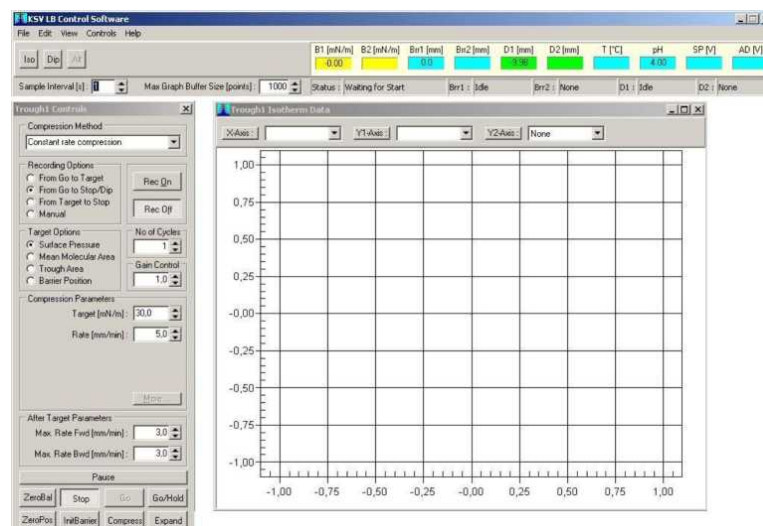 KSV LB Control Software
File Edit View Controls Help
B1 [mN/m] B2 [mN/m] Brr1 [mm] Brr2 [mm] D1 [mm] D2 [mm] T [°C] pH SP [V] AD [V]
Iso Dip Alt -0.00 0.0 -9.98 4.00
Sample Interval [s] : 1 Max Graph Buffer Size [points] : 1000 Status : Waiting for Start Brr1 : Idle Brr2 : None D1 : Idle D2 : None
Trough1 Controls
Compression Method
Constant rate compression
Recording Options
From Go to Target
From Go to Stop/Dip
From Target to Stop
Manual
Rec On
Rec Off
Target Options
Surface Pressure
Mean Molecular Area
Trough Area
Barrier Position
No of Cycles
1
Gain Control
1,0
Compression Parameters
Target [mN/m] : 30,0
Rate [mm/min] : 5,0
More...
After Target Parameters
Max. Rate Fwd [mm/min] : 3,0
Max. Rate Bwd [mm/min] : 3,0
Pause
ZeroBal Stop Go Go/Hold
ZeroPos InitBarrier Compress Expand
Trough1 Isotherm Data
X-Axis : Y1-Axis : Y2-Axis : None
1,00
0,75
0,50
0,25
-0,00
-0,25
-0,50
-0,75
-1,00
-1,00 -0,75 -0,50 -0,25 0,00 0,25 0,50 0,75 1,00